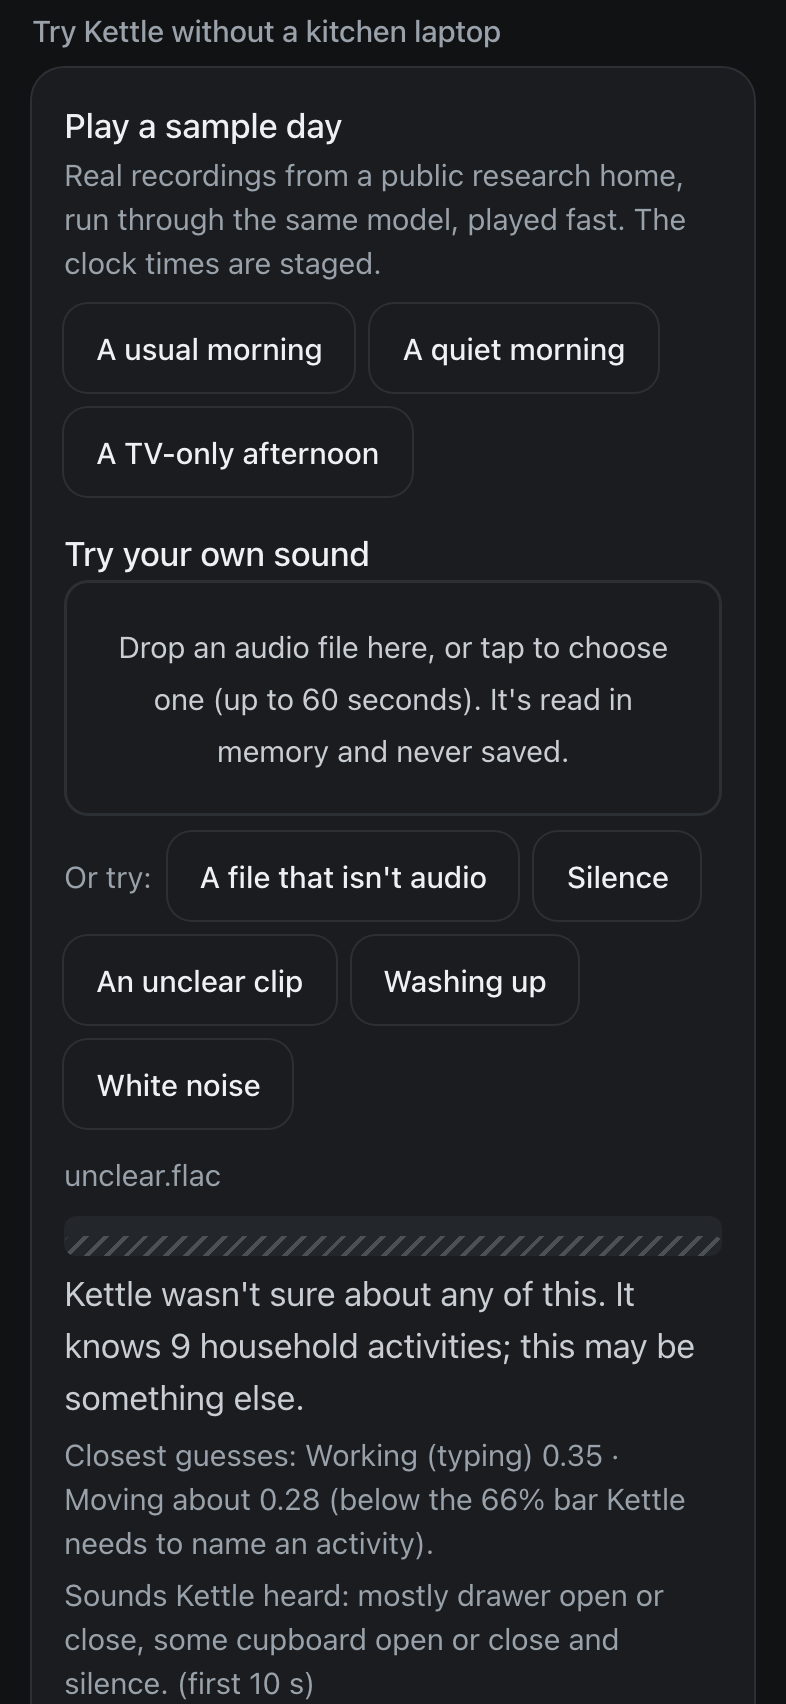 Try Kettle without a kitchen laptop
Play a sample day
Real recordings from a public research home,
run through the same model, played fast. The
clock times are staged.
A usual morning
A quiet morning
A TV-only afternoon
Try your own sound
Drop an audio file here, or tap to choose
one (up to 60 seconds). It's read in
memory and never saved.
Or try:
A file that isn't audio
Silence
An unclear clip
Washing up
White noise
unclear.flac
Kettle wasn't sure about any of this. It
knows 9 household activities; this may be
something else.
Closest guesses: Working (typing) 0.35 ·
Moving about 0.28 (below the 66% bar Kettle
needs to name an activity).
Sounds Kettle heard: mostly drawer open or
close, some cupboard open or close and
silence. (first 10 s)